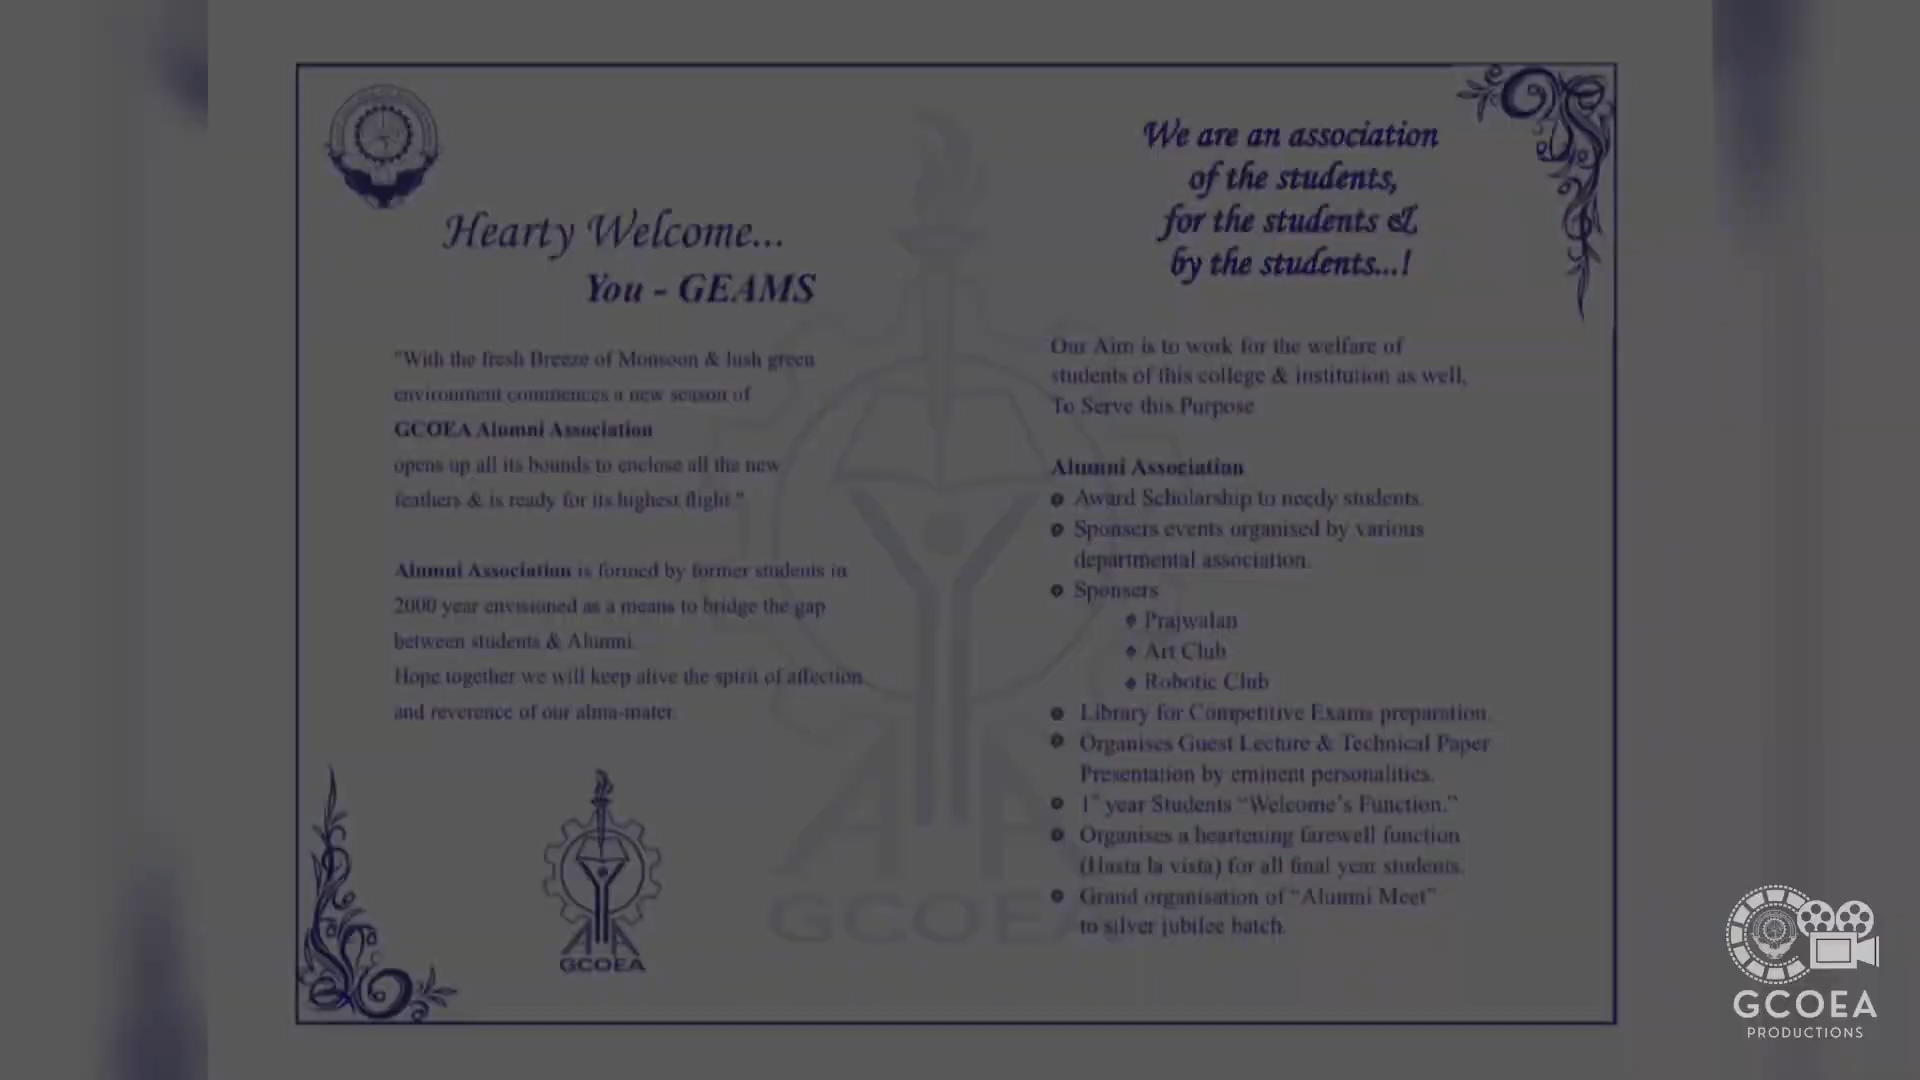 Hearty Welcome...
You - GEAMS
"With the fresh Breeze of Monsoon & lush green
environment commences a new season of
GCOEA Alumni Association
opens up all its bounds to enclose all the new
feathers & is ready for its highest flight."
Alumni Association is formed by former students in
2000 year envisioned as a means to bridge the gap
between students & Alumni.
Hope together we will keep alive the spirit of affection
and reverence of our alma-mater.
AA
GCOEA
We are an association
of the students,
for the students &
by the students...!
Our Aim is to work for the welfare of
students of this college & institution as well,
To Serve this Purpose
Alumni Association
Award Scholarship to needy students.
Sponsers events organised by various
departmental association.
Sponsers
Prajwalan
Art Club
Robotic Club
Library for Competitive Exams preparation.
Organises Guest Lecture & Technical Paper
Presentation by eminent personalities.
1st year Students “Welcome's Function.”
Organises a heartening farewell function
(Hasta la vista) for all final year students.
Grand organisation of “Alumni Meet”
to silver jubilee batch.
AA
GCOEA
GCOEA
PRODUCTIONS